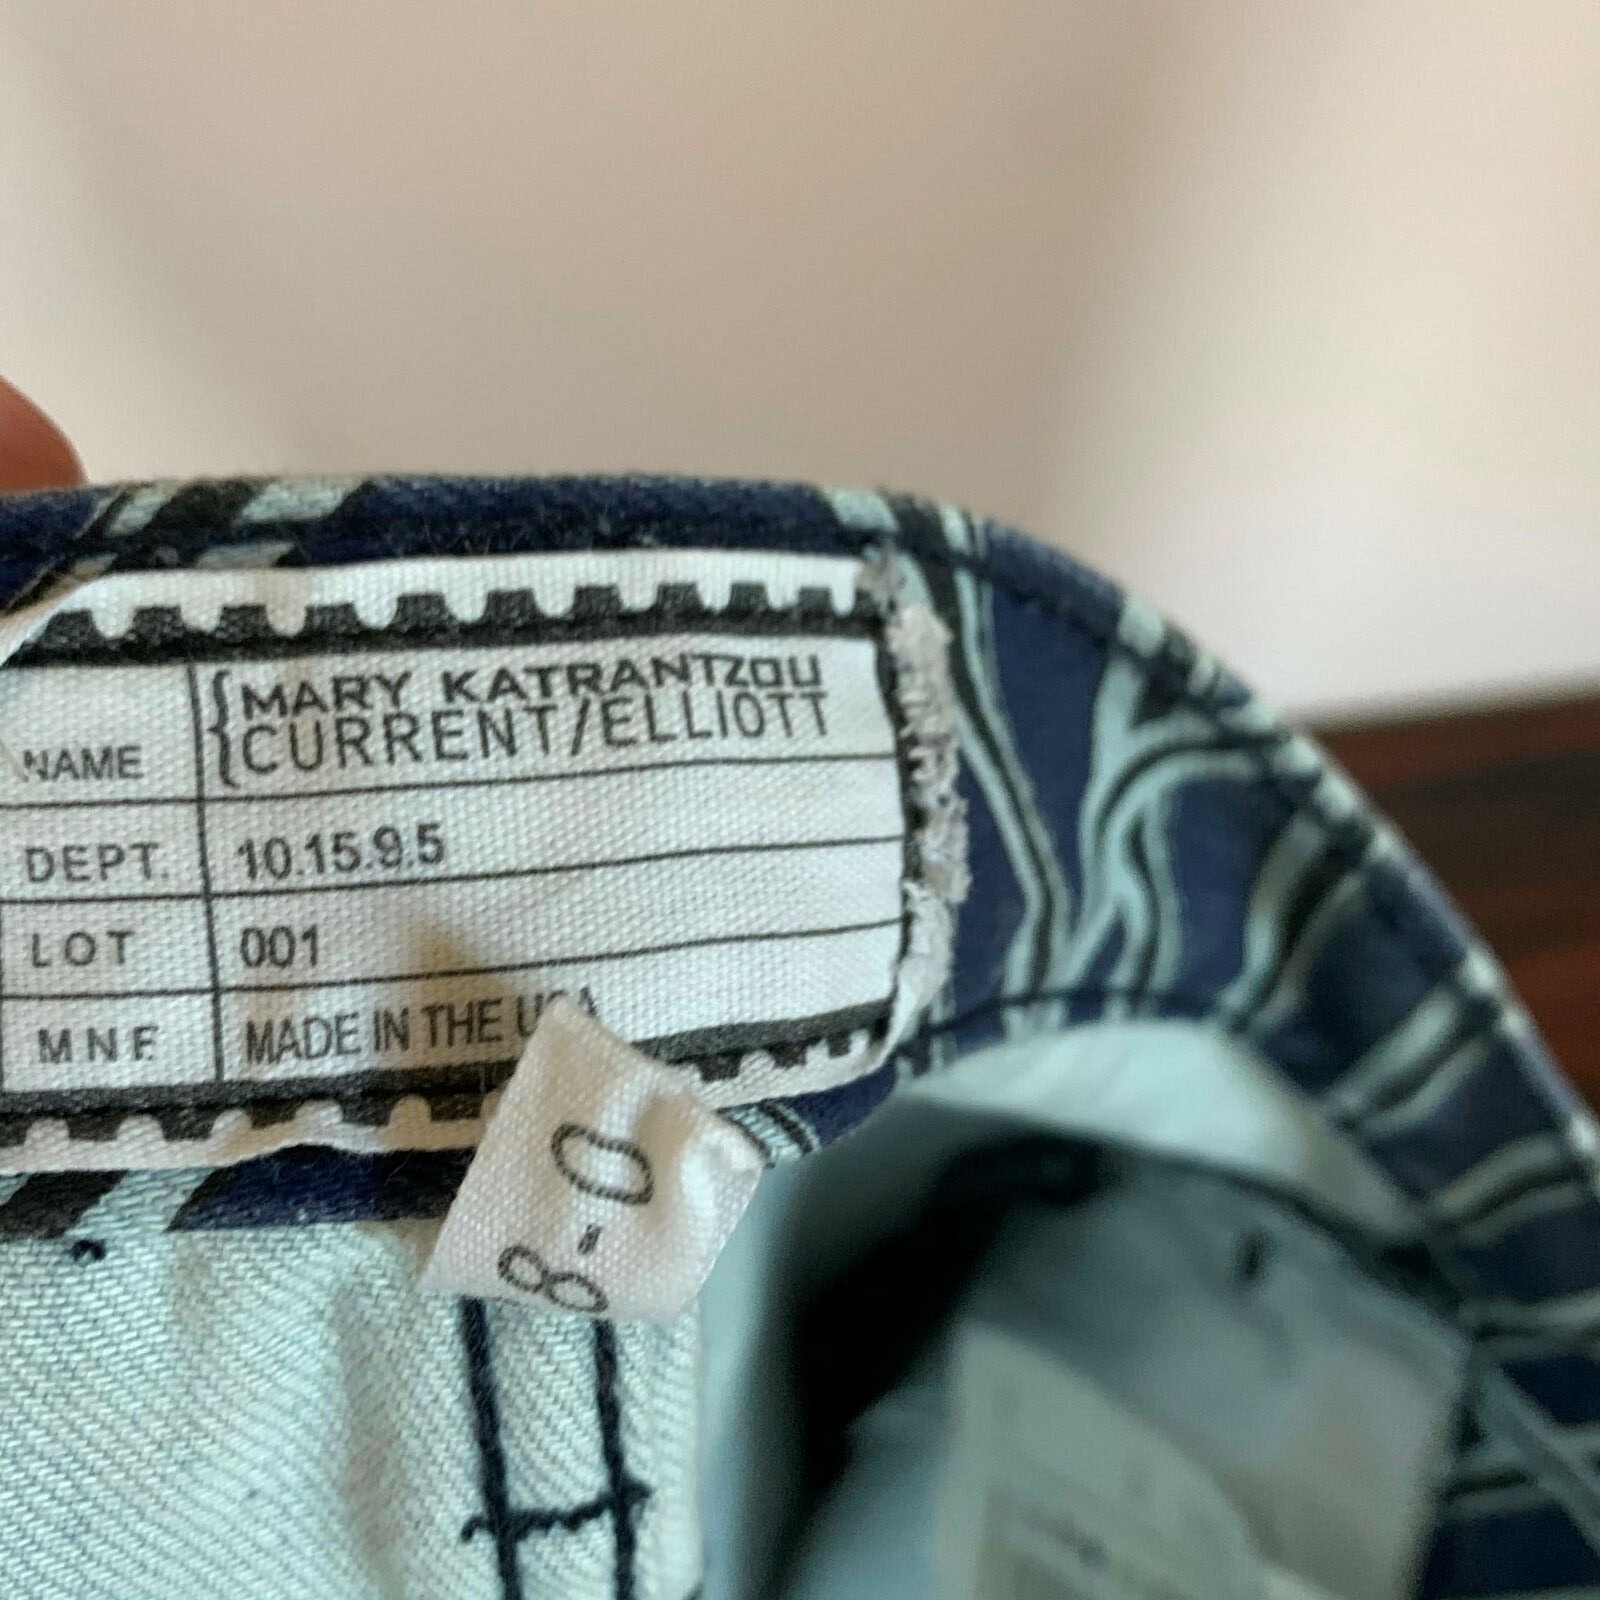 NAME {MARY KATRANTZOU
{CURRENT/ELLIOTT
DEPT. 10.15.9.5
LOT 001
MNF. MADE IN THE USA
8-0